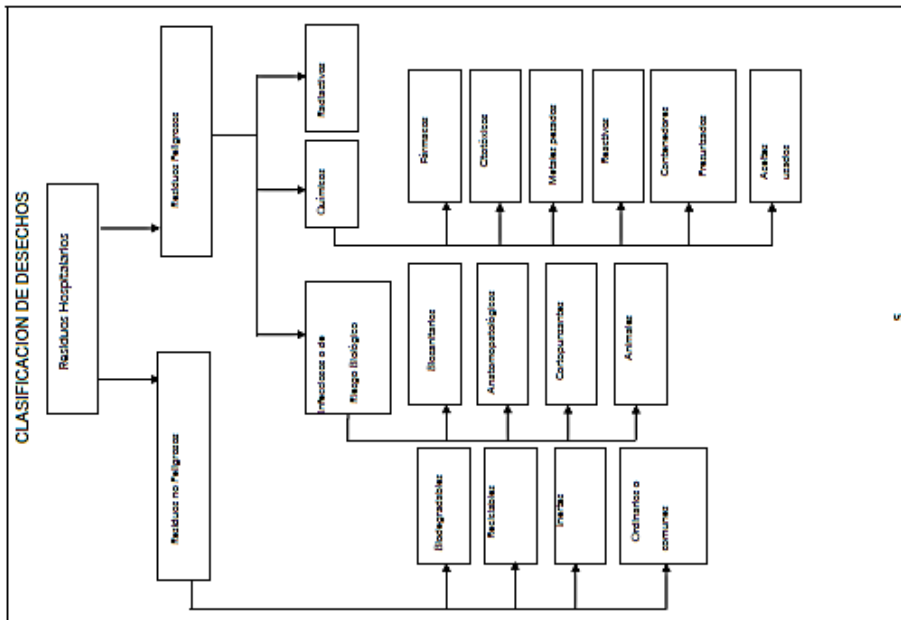 CLASIFICACION DE DESECHOS
Residuos Hospitalarios
Residuos no Peligrosos
Residuos Peligrosos
Biodegradables
Reciclables
Inertes
Ordinarios o
comunes
Infecciosos o de
Riesgo Biológico
Biosanitarios
Anatomopatológicos
Cortopunzantes
Animales
Químicos
Fármacos
Citotóxicos
Metales pesados
Reactivos
Contenedores
Presurizados
Aceites
usados
Radiactivos
5